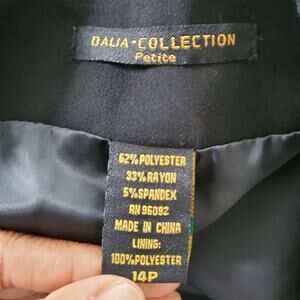 DALIA-COLLECTION
Petite
62% POLYESTER
33% RAYON
5% SPANDEX
RN 96092
MADE IN CHINA
LINING:
100% POLYESTER
14P